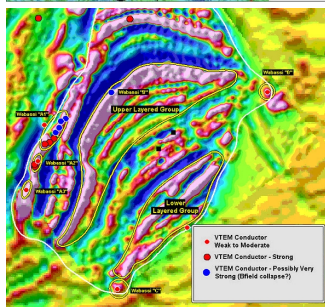 Wabassi "B"
Wabassi "E"
Upper Layered Group
Wabassi "A1"
Wabassi "A2"
Wabassi "A3"
Lower
Layered Group
Wabassi "C"
VTEM Conductor
Weak to Moderate
VTEM Conductor - Strong
VTEM Conductor - Possibly Very
Strong (Bfield collapse?)